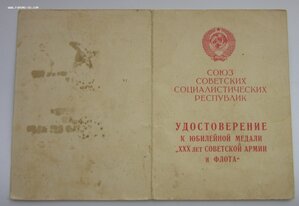 СОЮЗ
СОВЕТСКИХ
СОЦИАЛИСТИЧЕСКИХ
РЕСПУБЛИК
УДОСТОВЕРЕНИЕ
К ЮБИЛЕЙНОЙ МЕДАЛИ
„XXX ЛЕТ СОВЕТСКОЙ АРМИИ
И ФЛОТА“